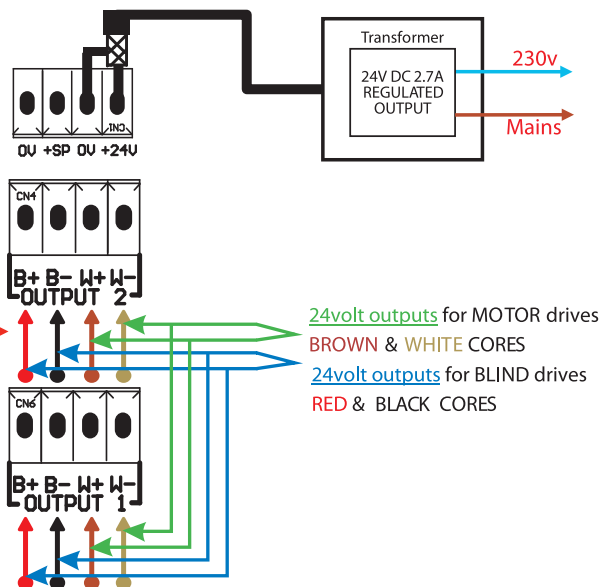 Transformer
24V DC 2.7A
REGULATED
OUTPUT
230v
Mains
CN1
0V +SP 0V +24V
CN4
B+ B- W+ W-
OUTPUT 2
24volt outputs for MOTOR drives
BROWN & WHITE CORES
24volt outputs for BLIND drives
RED & BLACK CORES
CN6
B+ B- W+ W-
OUTPUT 1